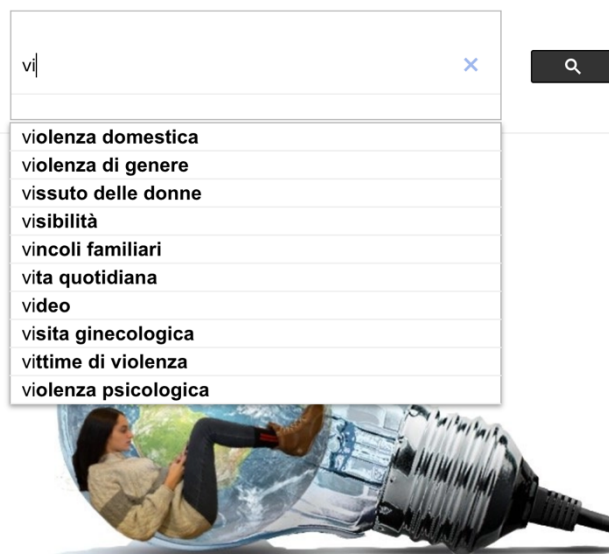 vi
violenza domestica
violenza di genere
vissuto delle donne
visibilità
vincoli familiari
vita quotidiana
video
visita ginecologica
vittime di violenza
violenza psicologica